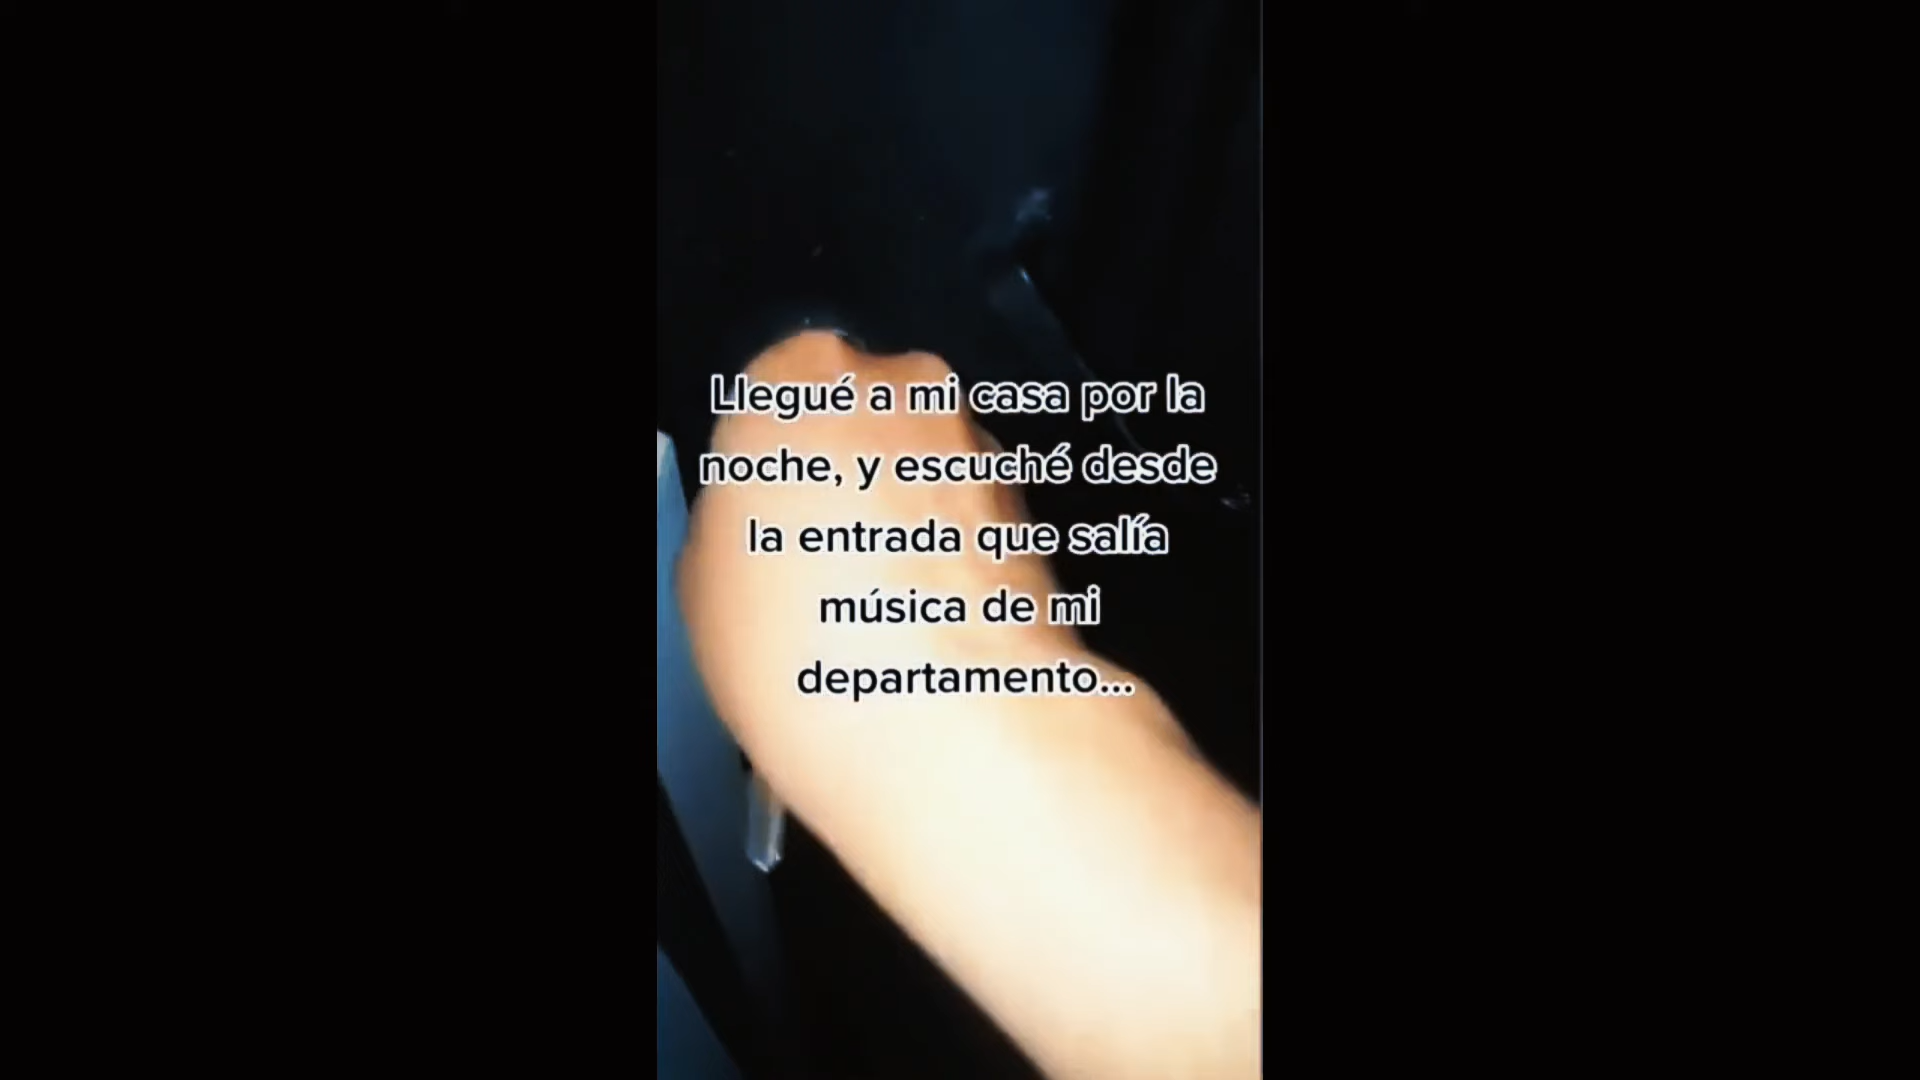 Llegué a mi casa por la
noche, y escuché desde
la entrada que salía
música de mi
departamento...